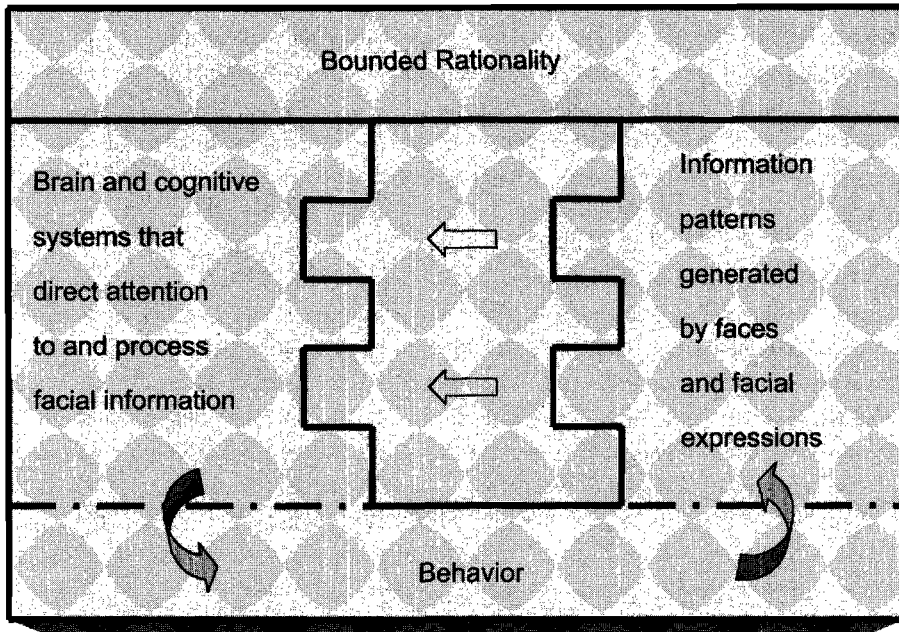 Bounded Rationality
Brain and cognitive
systems that
direct attention
to and process
facial information
Information
patterns
generated
by faces
and facial
expressions
Behavior